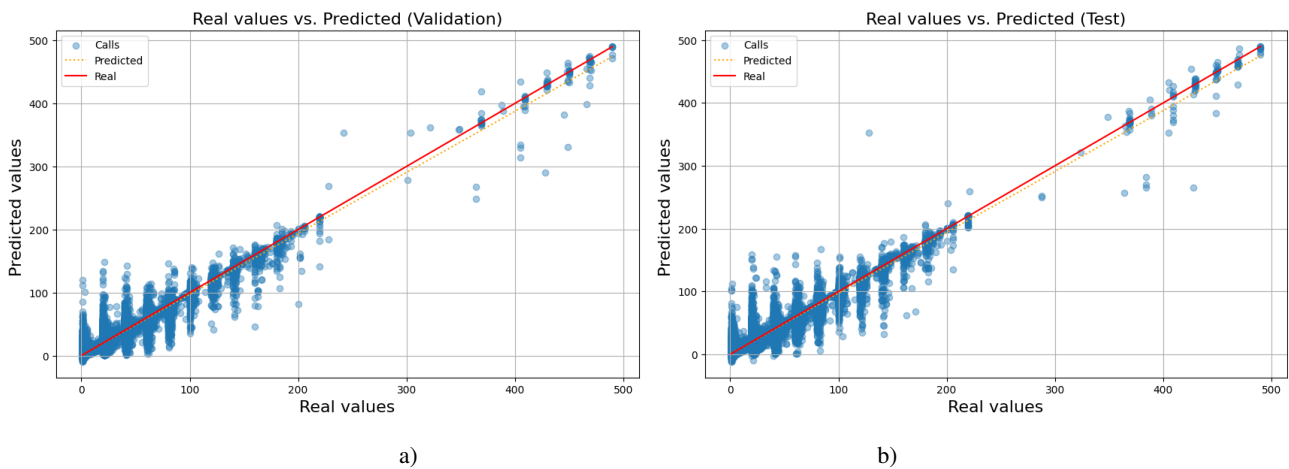 Real values vs. Predicted (Validation)
500
400
300
200
100
0
Predicted values
Calls
Predicted
Real
0
100
200
300
400
500
Real values
a)
Real values vs. Predicted (Test)
500
400
300
200
100
0
Predicted values
Calls
Predicted
Real
0
100
200
300
400
500
Real values
b)